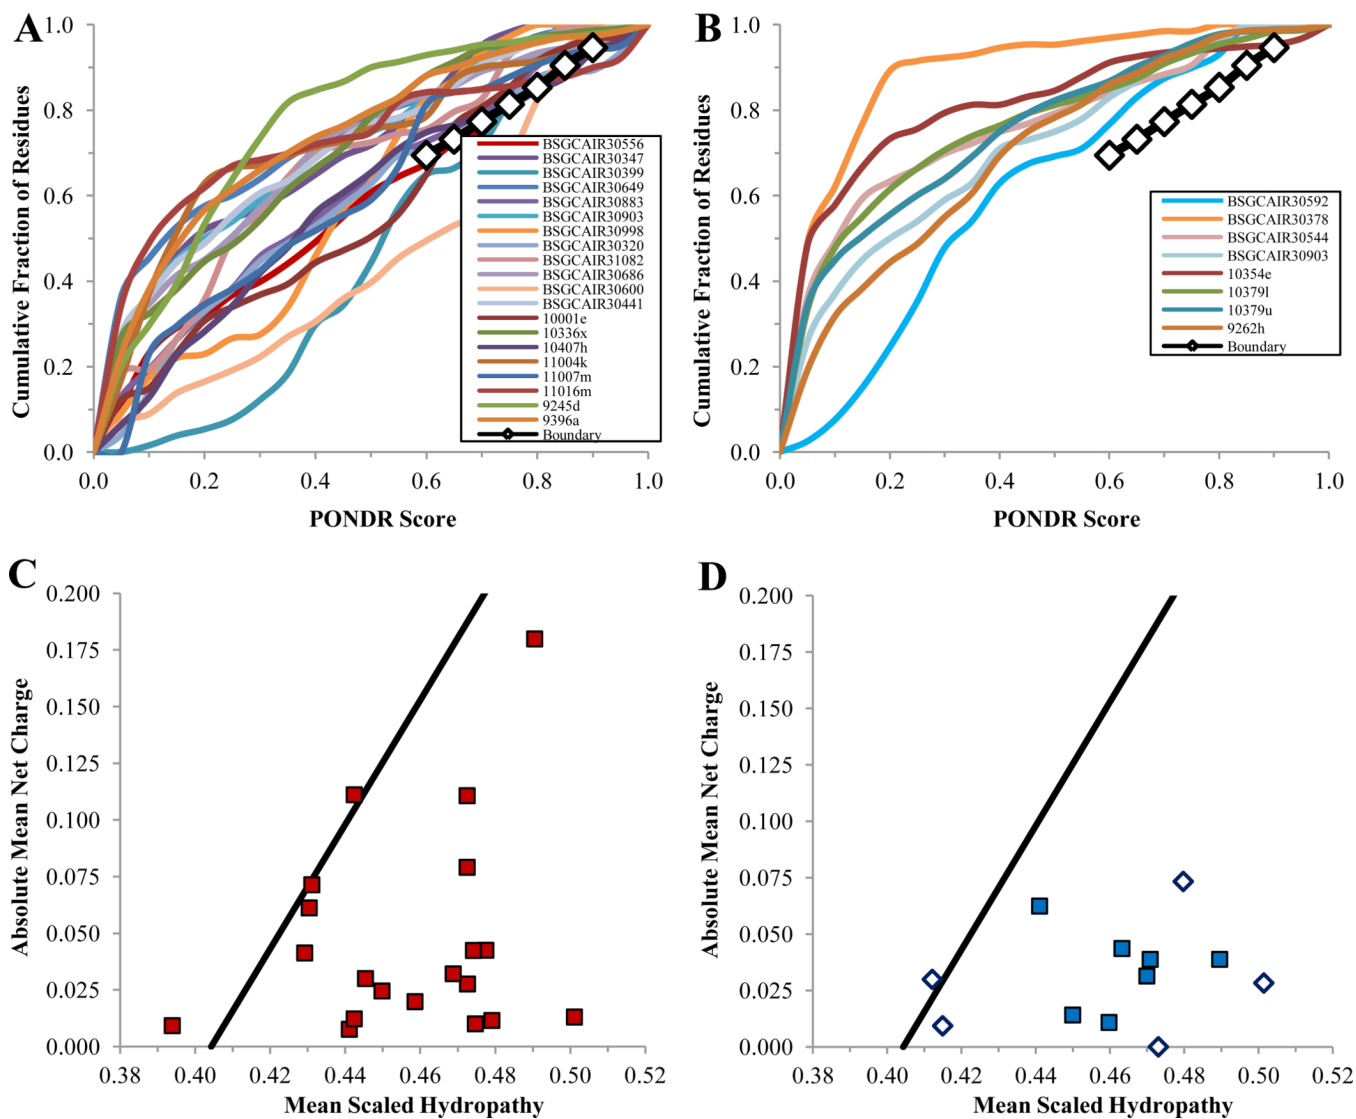 A
Cumulative Fraction of Residues
1.0
0.8
0.6
0.4
0.2
0.0
0.0 0.2 0.4 0.6 0.8 1.0
PONDR Score
BSGCAIR30556
BSGCAIR30347
BSGCAIR30399
BSGCAIR30649
BSGCAIR30883
BSGCAIR30903
BSGCAIR30998
BSGCAIR30320
BSGCAIR31082
BSGCAIR30686
BSGCAIR30600
BSGCAIR30441
10001e
10336x
10407h
11004k
11007m
11016m
9245d
9396a
Boundary
B
Cumulative Fraction of Residues
1.0
0.8
0.6
0.4
0.2
0.0
0.0 0.2 0.4 0.6 0.8 1.0
PONDR Score
BSGCAIR30592
BSGCAIR30378
BSGCAIR30544
BSGCAIR30903
10354e
10379l
10379u
9262h
Boundary
C
Absolute Mean Net Charge
0.200
0.175
0.150
0.125
0.100
0.075
0.050
0.025
0.000
0.38 0.40 0.42 0.44 0.46 0.48 0.50 0.52
Mean Scaled Hydropathy
D
Absolute Mean Net Charge
0.200
0.175
0.150
0.125
0.100
0.075
0.050
0.025
0.000
0.38 0.40 0.42 0.44 0.46 0.48 0.50 0.52
Mean Scaled Hydropathy